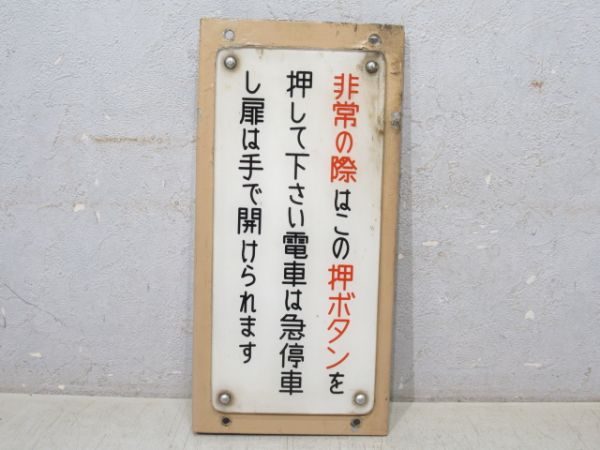 非常の際はこの押ボタンを
押して下さい電車は急停車
し扉は手で開けられます